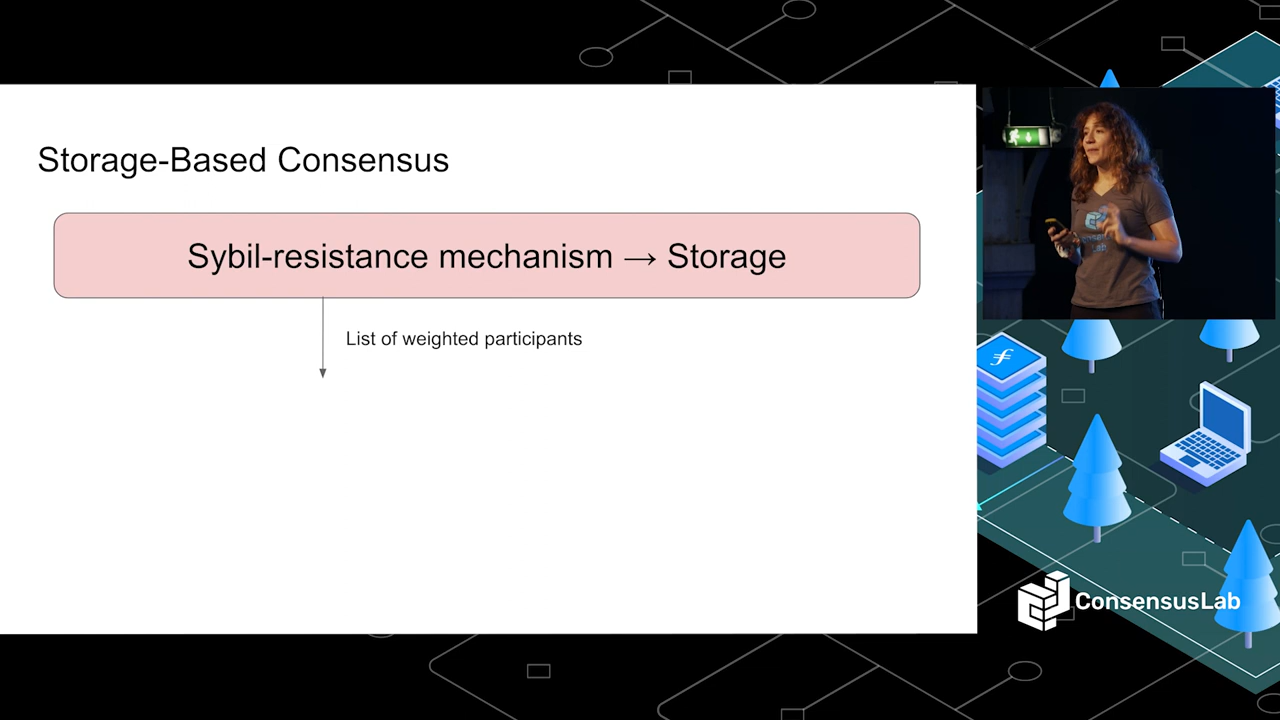 Storage-Based Consensus
Sybil-resistance mechanism → Storage
List of weighted participants
ConsensusLab